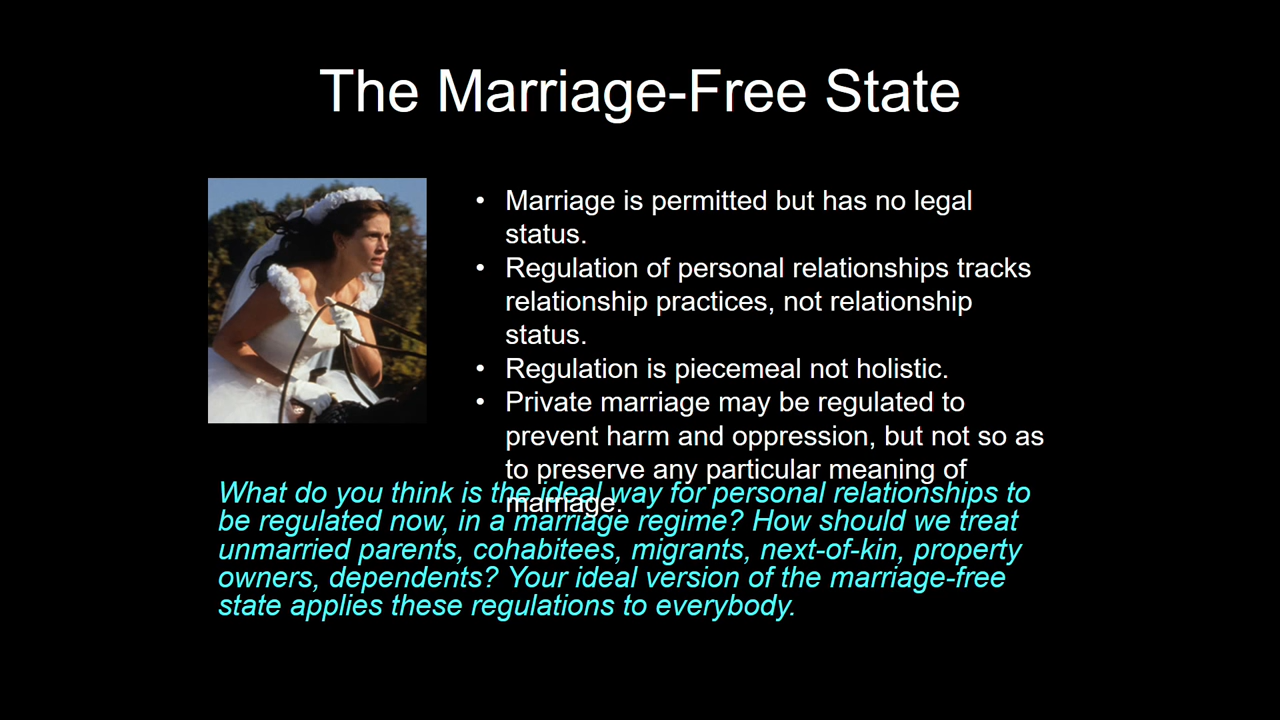 The Marriage-Free State
• Marriage is permitted but has no legal
status.
• Regulation of personal relationships tracks
relationship practices, not relationship
status.
• Regulation is piecemeal not holistic.
• Private marriage may be regulated to
prevent harm and oppression, but not so as
to preserve any particular meaning of
marriage.
What do you think is the ideal way for personal relationships to
be regulated now, in a marriage regime? How should we treat
unmarried parents, cohabitees, migrants, next-of-kin, property
owners, dependents? Your ideal version of the marriage-free
state applies these regulations to everybody.